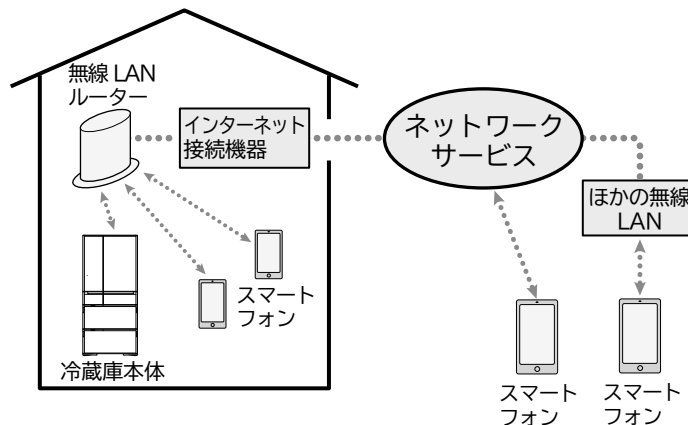 無線 LAN
ルーター
インターネット
接続機器
ネットワーク
サービス
ほかの無線
LAN
スマート
フォン
冷蔵庫本体
スマート
フォン
スマート
フォン